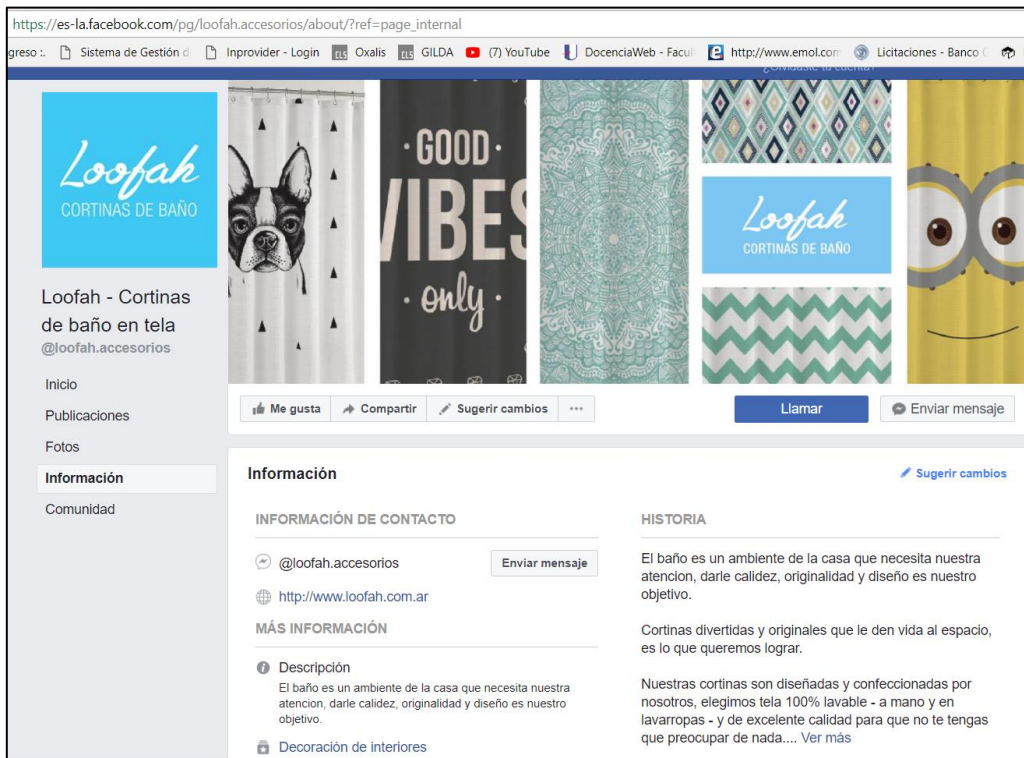 https://es-la.facebook.com/pg/loofah.accesorios/about/?ref=page_internal
greso :. Sistema de Gestión d Inprovider - Login CLS Oxalis CLS GILDA (7) YouTube DocenciaWeb - Facul http://www.emol.com Licitaciones - Banco
¿Olvidaste tu cuenta?
Loofah
CORTINAS DE BAÑO
·GOOD·
VIBES
· only ·
Loofah
CORTINAS DE BAÑO
Loofah - Cortinas
de baño en tela
@loofah.accesorios
Inicio
Publicaciones
Fotos
Información
Comunidad
Me gusta Compartir Sugerir cambios ··· Llamar Enviar mensaje
Información Sugerir cambios
INFORMACIÓN DE CONTACTO
@loofah.accesorios Enviar mensaje
http://www.loofah.com.ar
MÁS INFORMACIÓN
Descripción
El baño es un ambiente de la casa que necesita nuestra
atencion, darle calidez, originalidad y diseño es nuestro
objetivo.
Decoración de interiores
HISTORIA
El baño es un ambiente de la casa que necesita nuestra
atencion, darle calidez, originalidad y diseño es nuestro
objetivo.
Cortinas divertidas y originales que le den vida al espacio,
es lo que queremos lograr.
Nuestras cortinas son diseñadas y confeccionadas por
nosotros, elegimos tela 100% lavable - a mano y en
lavarropas - y de excelente calidad para que no te tengas
que preocupar de nada.... Ver más